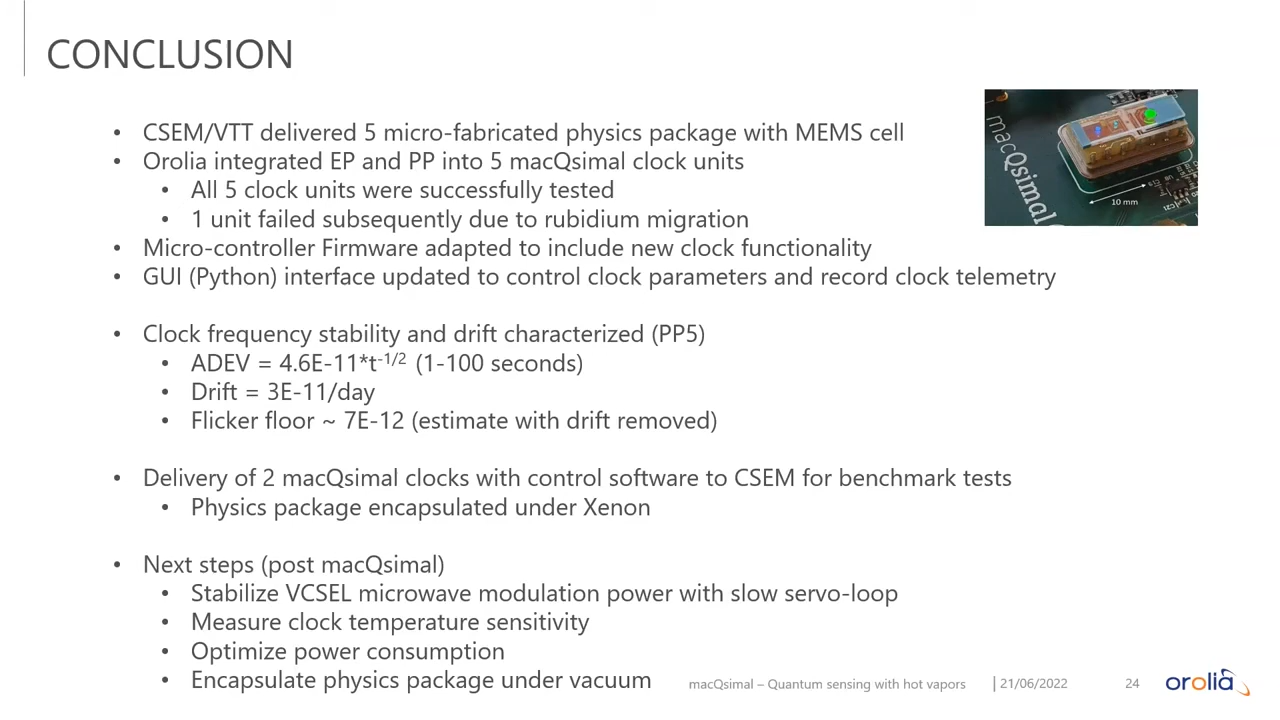 CONCLUSION
• CSEM/VTT delivered 5 micro-fabricated physics package with MEMS cell
• Orolia integrated EP and PP into 5 macQsimal clock units
• All 5 clock units were successfully tested
• 1 unit failed subsequently due to rubidium migration
• Micro-controller Firmware adapted to include new clock functionality
• GUI (Python) interface updated to control clock parameters and record clock telemetry
• Clock frequency stability and drift characterized (PP5)
• ADEV = 4.6E-11*t-1/2 (1-100 seconds)
• Drift = 3E-11/day
• Flicker floor ~ 7E-12 (estimate with drift removed)
• Delivery of 2 macQsimal clocks with control software to CSEM for benchmark tests
• Physics package encapsulated under Xenon
• Next steps (post macQsimal)
• Stabilize VCSEL microwave modulation power with slow servo-loop
• Measure clock temperature sensitivity
• Optimize power consumption
• Encapsulate physics package under vacuum
macQsimal
10 mm
macQsimal – Quantum sensing with hot vapors | 21/06/2022 24
orolia